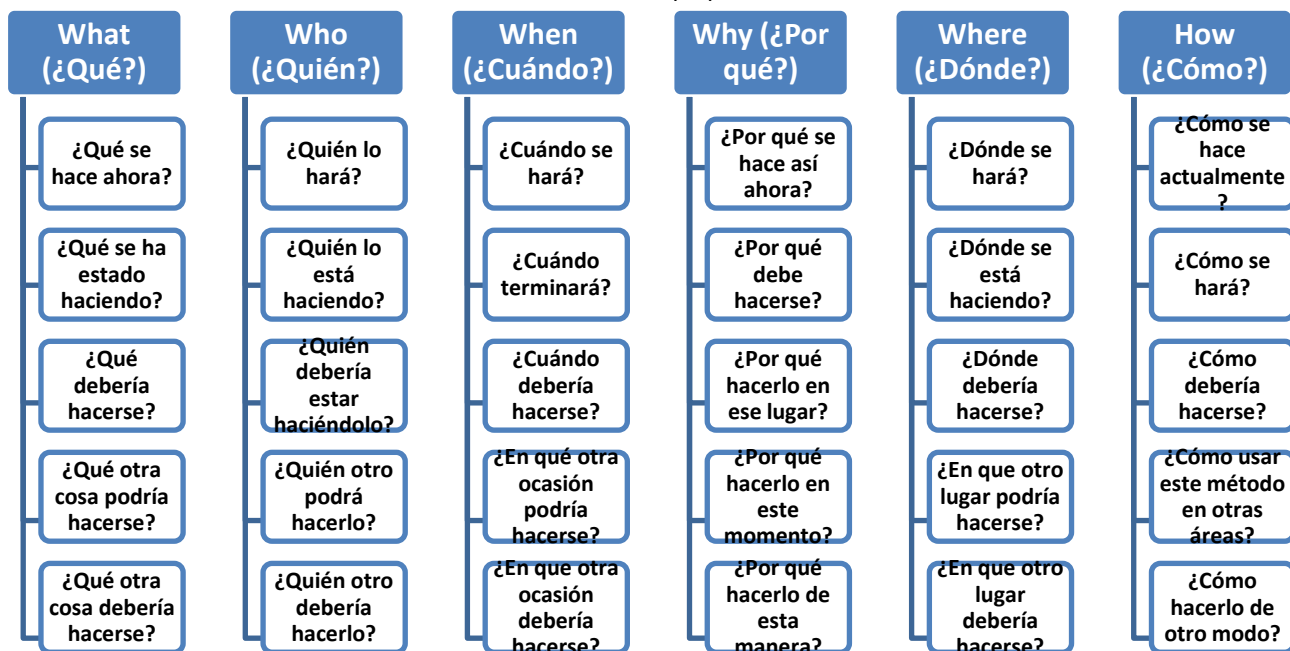 What
(¿Qué?)
¿Qué se
hace ahora?
¿Qué se ha
estado
haciendo?
¿Qué
debería
hacerse?
¿Qué otra
cosa podría
hacerse?
¿Qué otra
cosa debería
hacerse?
Who
(¿Quién?)
¿Quién lo
hará?
¿Quién lo
está
haciendo?
¿Quién
debería
estar
haciéndolo?
¿Quién otro
podrá
hacerlo?
¿Quién otro
debería
hacerlo?
When
(¿Cuándo?)
¿Cuándo se
hará?
¿Cuándo
terminará?
¿Cuándo
debería
hacerse?
¿En qué otra
ocasión
podría
hacerse?
¿En que otra
ocasión
debería
hacerse?
Why (¿Por
qué?)
¿Por qué se
hace así
ahora?
¿Por qué
debe
hacerse?
¿Por qué
hacerlo en
ese lugar?
¿Por qué
hacerlo en
este
momento?
¿Por qué
hacerlo de
esta
manera?
Where
(¿Dónde?)
¿Dónde se
hará?
¿Dónde se
está
haciendo?
¿Dónde
debería
hacerse?
¿En que otro
lugar podría
hacerse?
¿En que otro
lugar
debería
hacerse?
How
(¿Cómo?)
¿Cómo se
hace
actualmente
?
¿Cómo se
hará?
¿Cómo
debería
hacerse?
¿Cómo usar
este método
en otras
áreas?
¿Cómo
hacerlo de
otro modo?